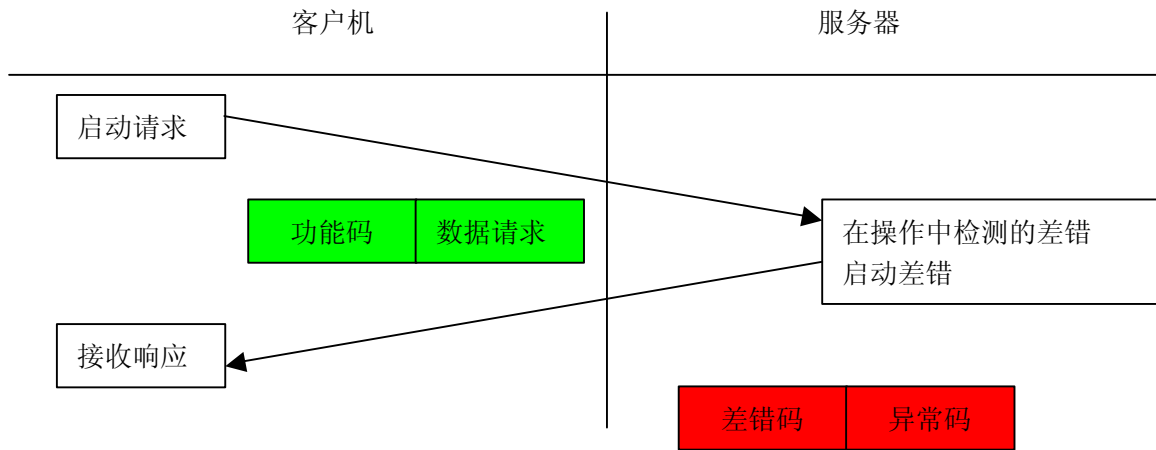 客户机
服务器
启动请求
功能码
数据请求
在操作中检测的差错
启动差错
接收响应
差错码
异常码